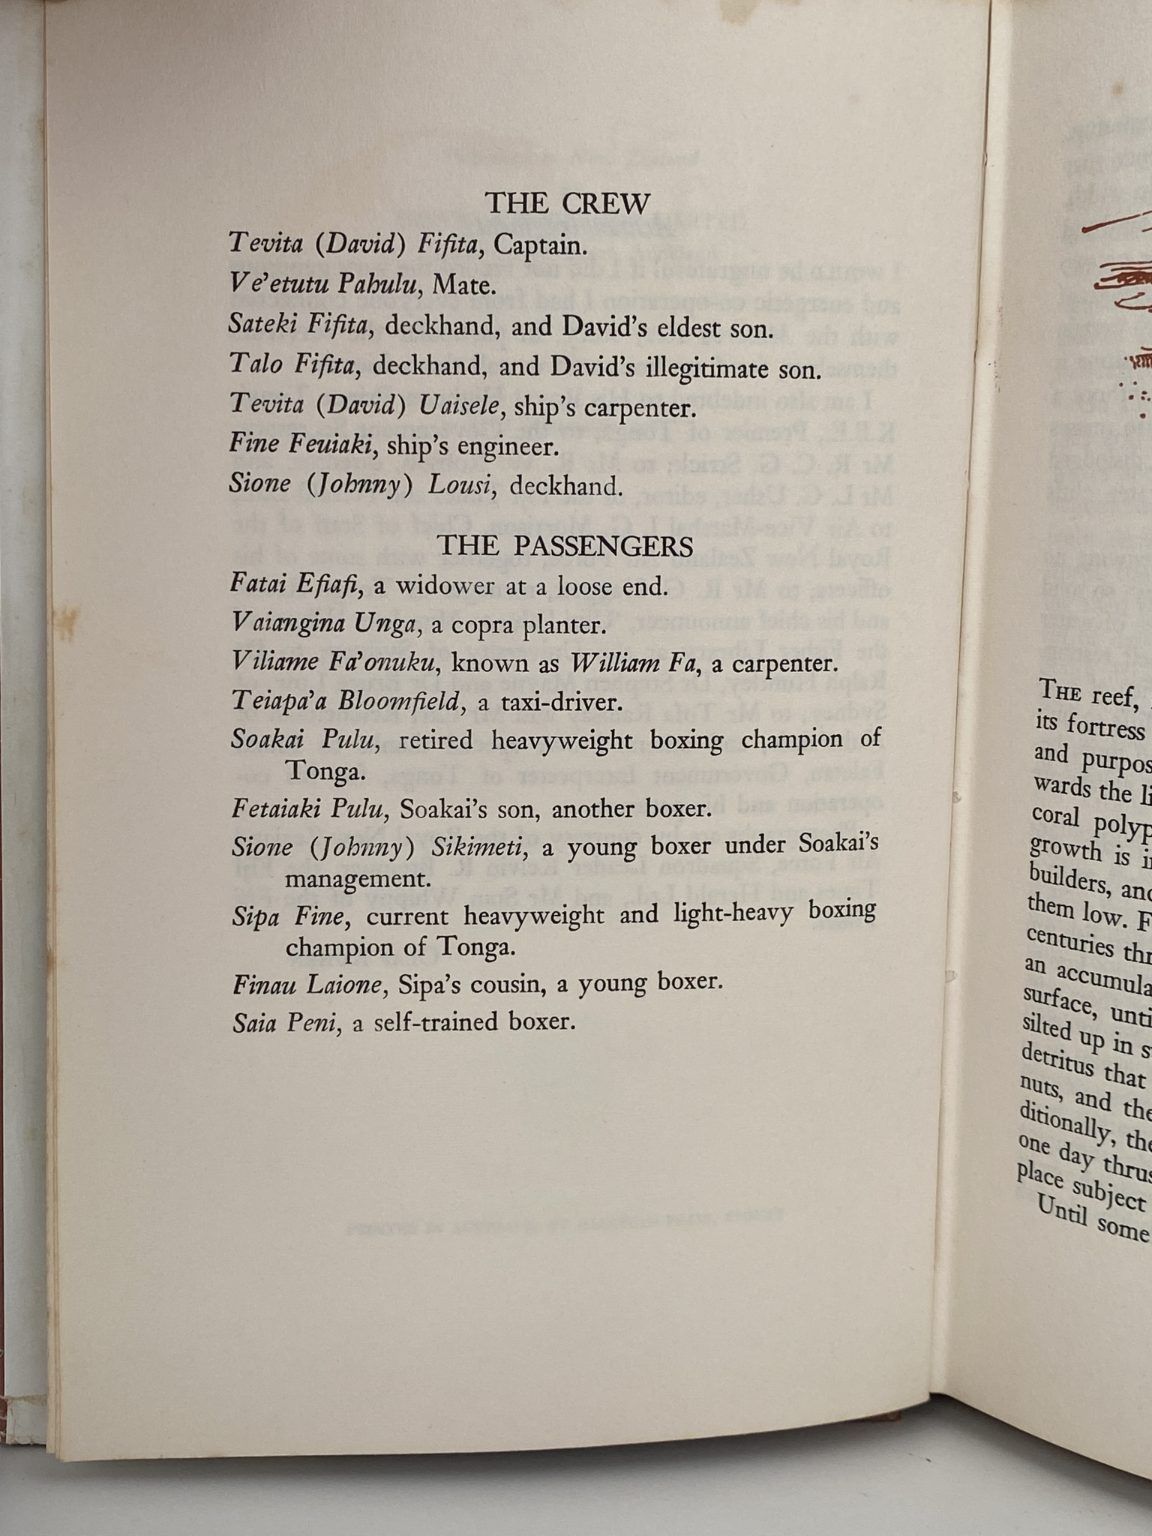 THE CREW
Tevita (David) Fifita, Captain.
Ve'etutu Pahulu, Mate.
Sateki Fifita, deckhand, and David's eldest son.
Talo Fifita, deckhand, and David's illegitimate son.
Tevita (David) Uaisele, ship's carpenter.
Fine Feuiaki, ship's engineer.
Sione (Johnny) Lousi, deckhand.
THE PASSENGERS
Fatai Efiafi, a widower at a loose end.
Vaiangina Unga, a copra planter.
Viliame Fa'onuku, known as William Fa, a carpenter.
Teiapa'a Bloomfield, a taxi-driver.
Soakai Pulu, retired heavyweight boxing champion of
Tonga.
Fetaiaki Pulu, Soakai's son, another boxer.
Sione (Johnny) Sikimeti, a young boxer under Soakai's
management.
Sipa Fine, current heavyweight and light-heavy boxing
champion of Tonga.
Finau Laione, Sipa's cousin, a young boxer.
Saia Peni, a self-trained boxer.
THE reef,
its fortress
and purpos
wards the li
coral polyp
growth is i
builders, and
them low. F
centuries thr
an accumula
surface, unti
silted up in s
detritus that
nuts, and the
ditionally, the
one day thrus
place subject
Until some